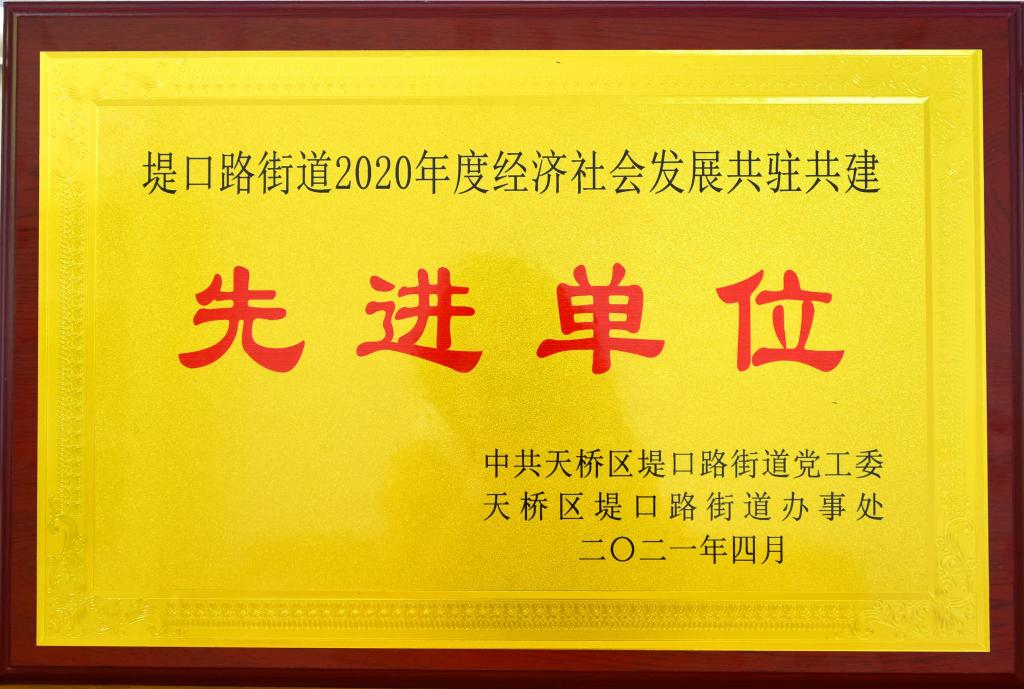 堤口路街道2020年度经济社会发展共驻共建
先进单位
中共天桥区堤口路街道党工委
天桥区堤口路街道办事处
二〇二一年四月